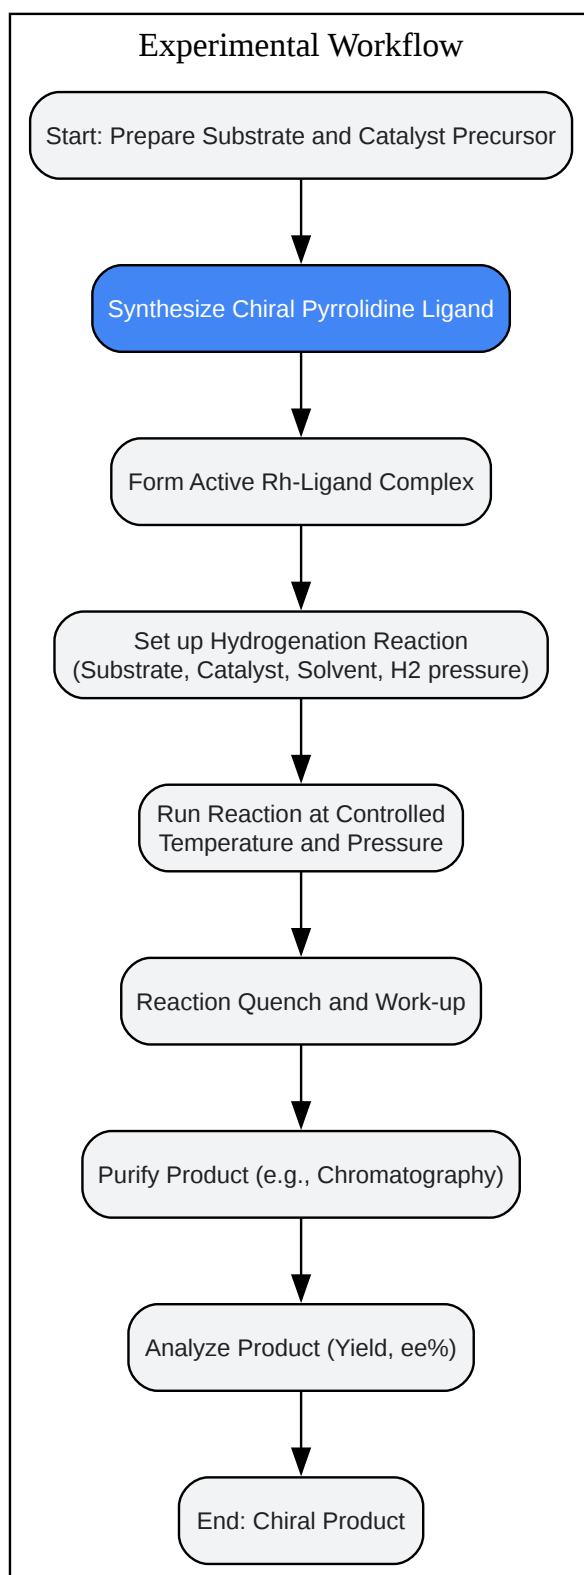 Experimental Workflow
Start: Prepare Substrate and Catalyst Precursor
Synthesize Chiral Pyrrolidine Ligand
Form Active Rh-Ligand Complex
Set up Hydrogenation Reaction
(Substrate, Catalyst, Solvent, H2 pressure)
Run Reaction at Controlled
Temperature and Pressure
Reaction Quench and Work-up
Purify Product (e.g., Chromatography)
Analyze Product (Yield, ee%)
End: Chiral Product